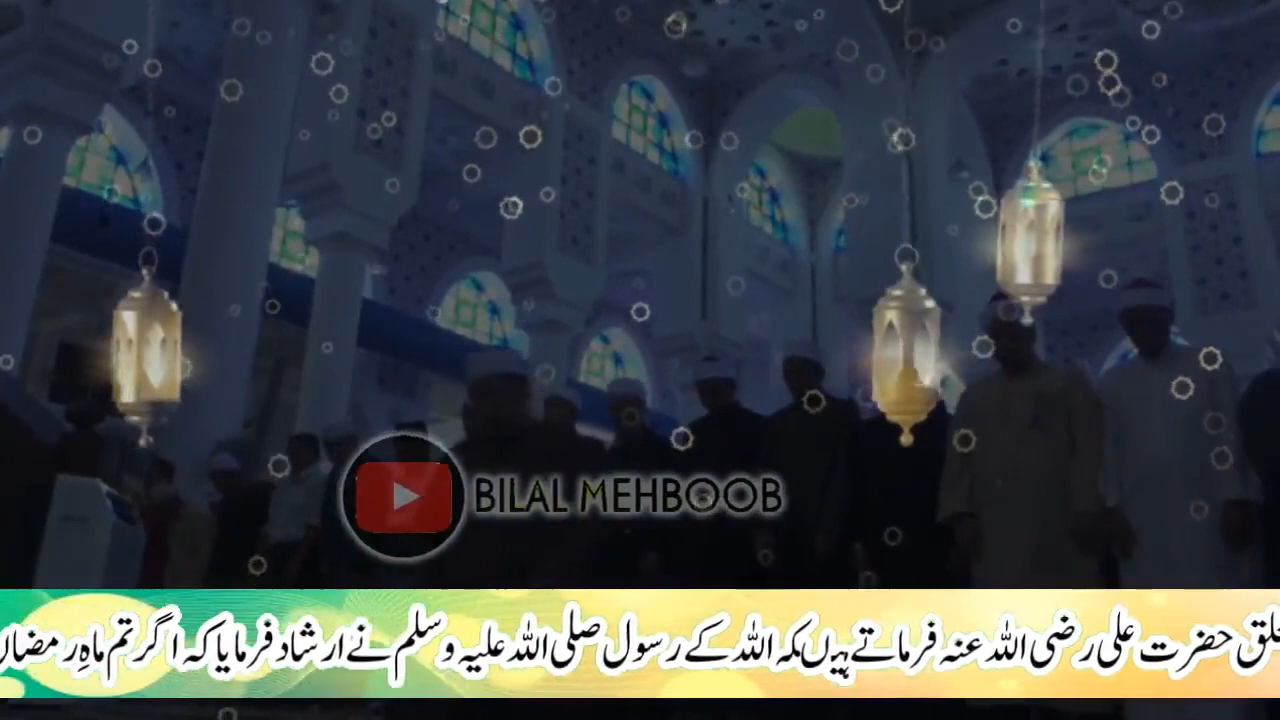 BILAL MEHBOOB
حضرت علی رضی اللہ عنہ فرماتے ہیں کہ اللہ کے رسول صلی اللہ علیہ وسلم نے ارشاد فرمایا کہ اگر تم ماہِ رمضان